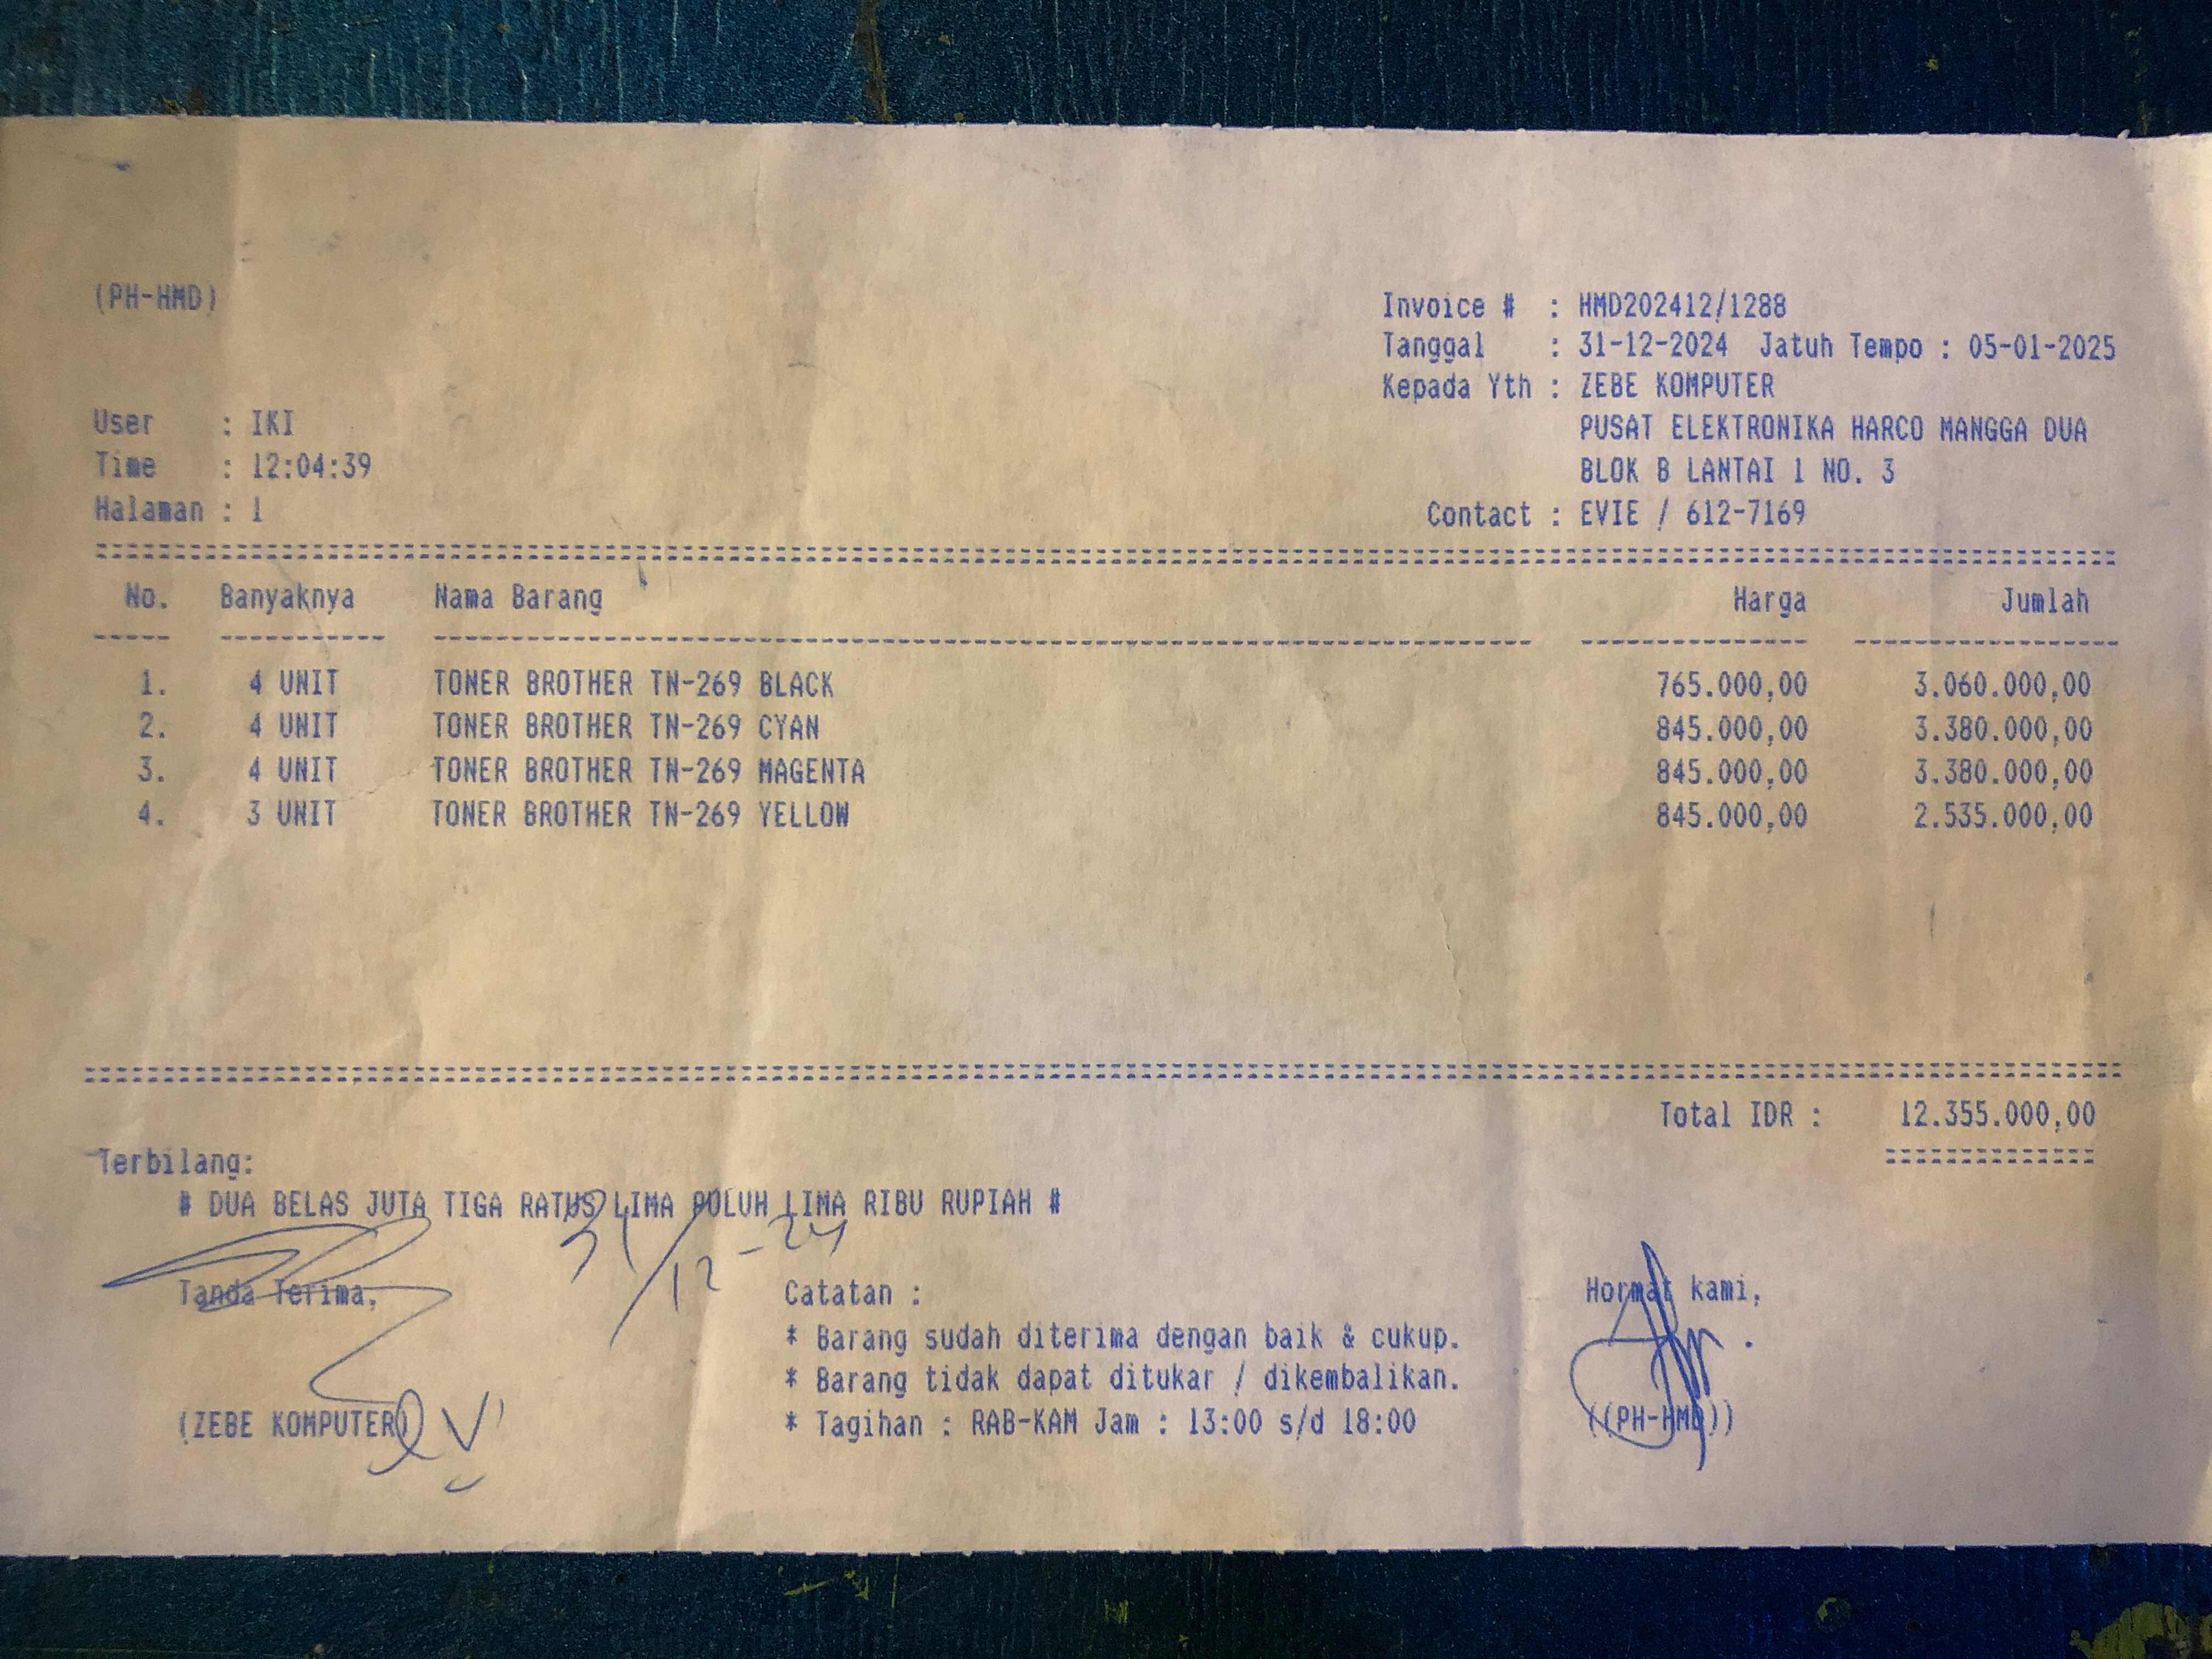 (PH-HMD)
Invoice # : HMD202412/1288
Tanggal : 31-12-2024 Jatuh Tempo : 05-01-2025
Kepada Yth : ZEBE KOMPUTER
PUSAT ELEKTRONIKA HARCO MANGGA DUA
BLOK B LANTAI 1 NO. 3
Contact : EVIE / 612-7169
User : IKI
Time : 12:04:39
Halaman : 1
No. Banyaknya Nama Barang Harga Jumlah
1. 4 UNIT TONER BROTHER TN-269 BLACK 765.000,00 3.060.000,00
2. 4 UNIT TONER BROTHER TN-269 CYAN 845.000,00 3.380.000,00
3. 4 UNIT TONER BROTHER TN-269 MAGENTA 845.000,00 3.380.000,00
4. 3 UNIT TONER BROTHER TN-269 YELLOW 845.000,00 2.535.000,00
Total IDR : 12.355.000,00
Terbilang:
# DUA BELAS JUTA TIGA RATUS LIMA PULUH LIMA RIBU RUPIAH #
31/12-24
Tanda Terima,
(ZEBE KOMPUTER)
Catatan :
* Barang sudah diterima dengan baik & cukup.
* Barang tidak dapat ditukar / dikembalikan.
* Tagihan : RAB-KAM Jam : 13:00 s/d 18:00
Hormat kami,
((PH-HMD))